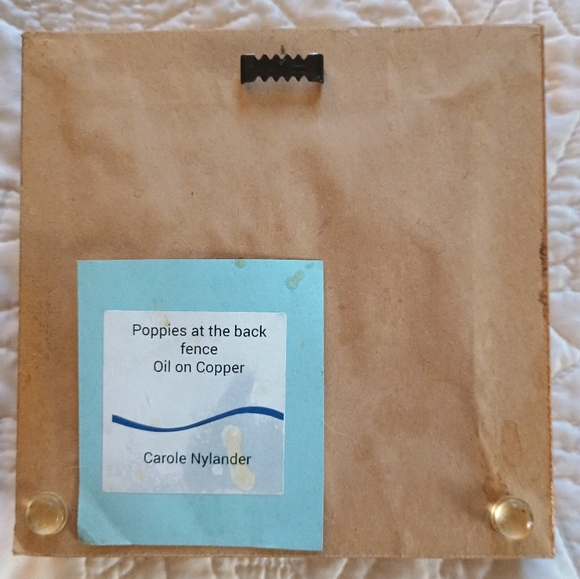 Poppies at the back
fence
Oil on Copper
Carole Nylander